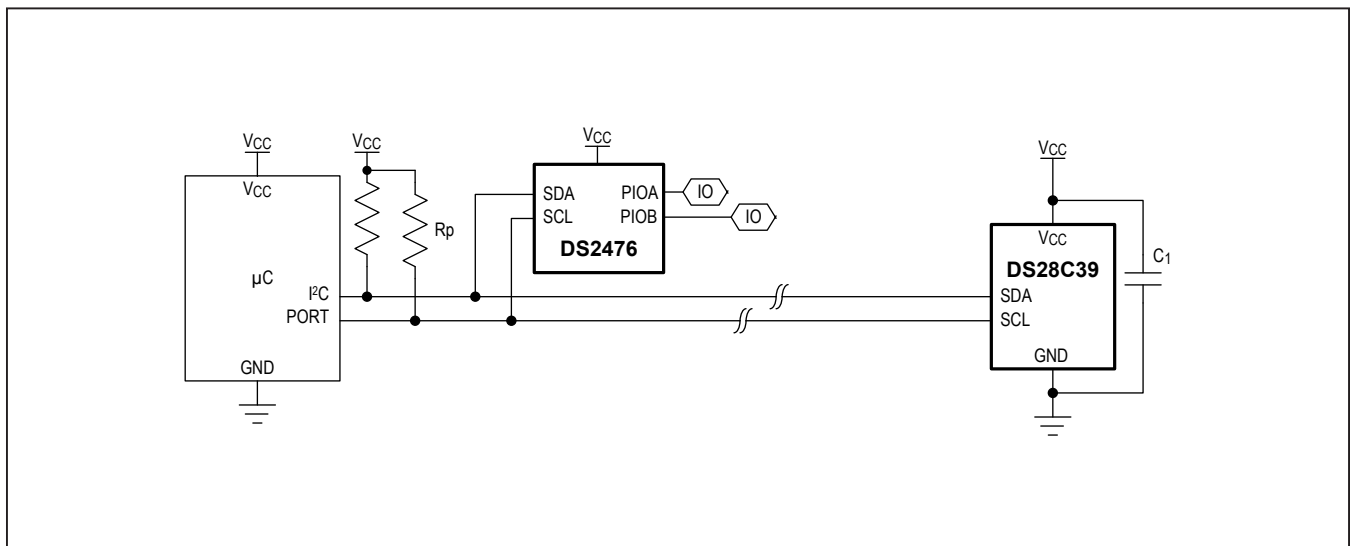 VCC
VCC
µC
I²C
PORT
GND
VCC
Rp
VCC
SDA
SCL
PIOA
PIOB
DS2476
IO
IO
VCC
VCC
DS28C39
SDA
SCL
GND
C1